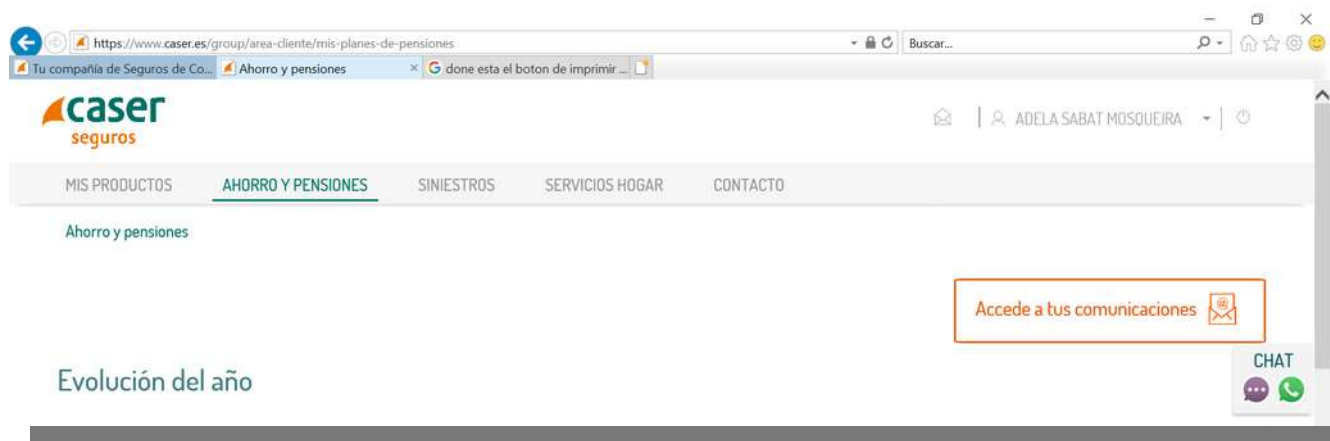 https://www.caser.es/group/area-cliente/mis-planes-de-pensiones
Buscar...
Tu compañía de Seguros de Co... Ahorro y pensiones × G done esta el boton de imprimir ...
caser
seguros
ADELA SABAT MOSQUEIRA
MIS PRODUCTOS AHORRO Y PENSIONES SINIESTROS SERVICIOS HOGAR CONTACTO
Ahorro y pensiones
Accede a tus comunicaciones
CHAT
Evolución del año